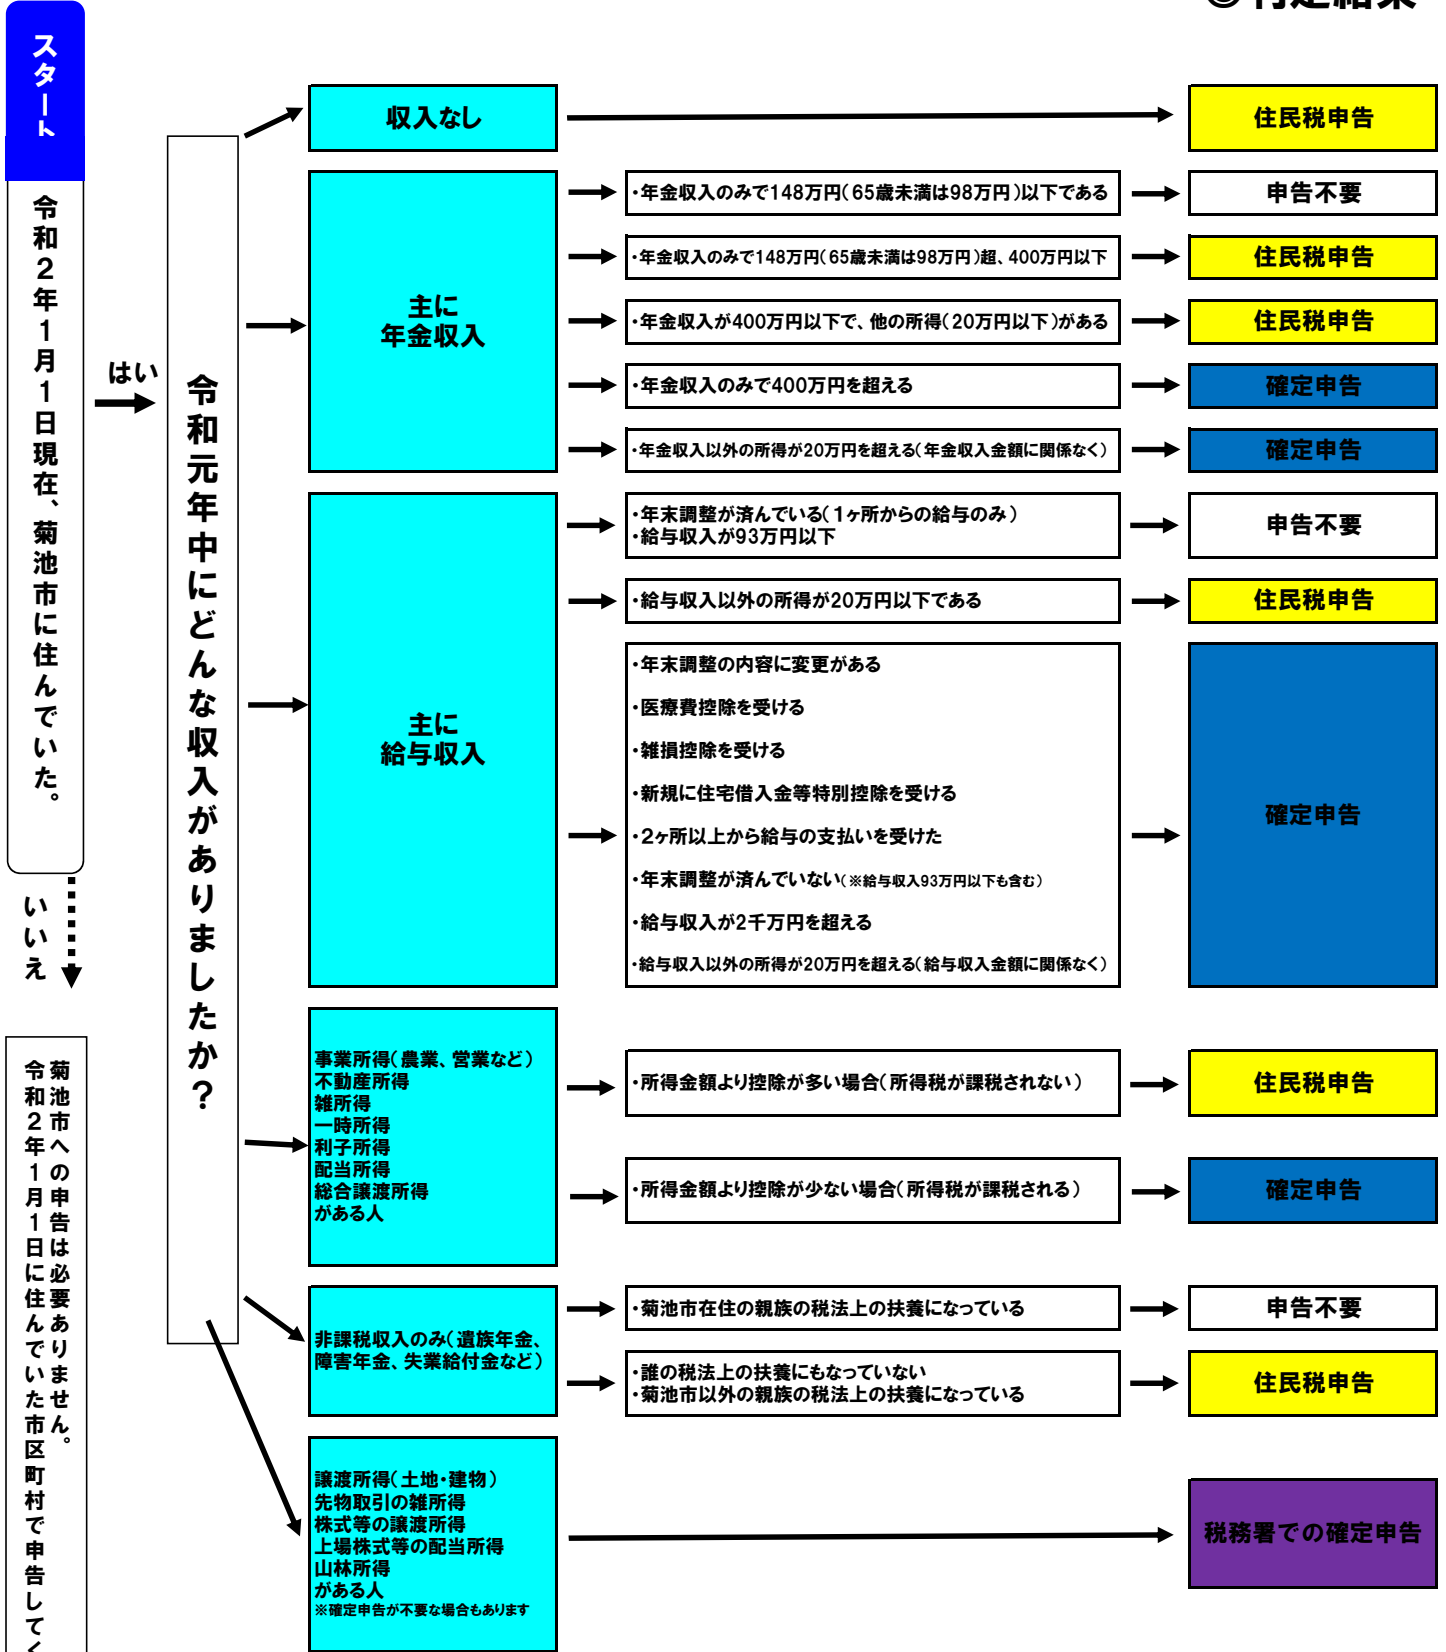 ◎判定結果
スタート
令和２年１月１日現在、菊池市に住んでいた。
はい
いいえ
菊池市への申告は必要ありません。
令和２年１月１日に住んでいた市区町村で申告してく
令和元年中にどんな収入がありましたか？
収入なし
住民税申告
主に
年金収入
・年金収入のみで148万円（65歳未満は98万円）以下である
申告不要
・年金収入のみで148万円（65歳未満は98万円）超、400万円以下
住民税申告
・年金収入が400万円以下で、他の所得（20万円以下）がある
住民税申告
・年金収入のみで400万円を超える
確定申告
・年金収入以外の所得が20万円を超える（年金収入金額に関係なく）
確定申告
主に
給与収入
・年末調整が済んでいる（１ヶ所からの給与のみ）
・給与収入が93万円以下
申告不要
・給与収入以外の所得が20万円以下である
住民税申告
・年末調整の内容に変更がある
・医療費控除を受ける
・雑損控除を受ける
・新規に住宅借入金等特別控除を受ける
・２ヶ所以上から給与の支払いを受けた
・年末調整が済んでいない（※給与収入93万円以下も含む）
・給与収入が2千万円を超える
・給与収入以外の所得が20万円を超える（給与収入金額に関係なく）
確定申告
事業所得（農業、営業など）
不動産所得
雑所得
一時所得
利子所得
配当所得
総合譲渡所得
がある人
・所得金額より控除が多い場合（所得税が課税されない）
住民税申告
・所得金額より控除が少ない場合（所得税が課税される）
確定申告
非課税収入のみ（遺族年金、
障害年金、失業給付金など）
・菊池市在住の親族の税法上の扶養になっている
申告不要
・誰の税法上の扶養にもなっていない
・菊池市以外の親族の税法上の扶養になっている
住民税申告
譲渡所得（土地・建物）
先物取引の雑所得
株式等の譲渡所得
上場株式等の配当所得
山林所得
がある人
※確定申告が不要な場合もあります
税務署での確定申告